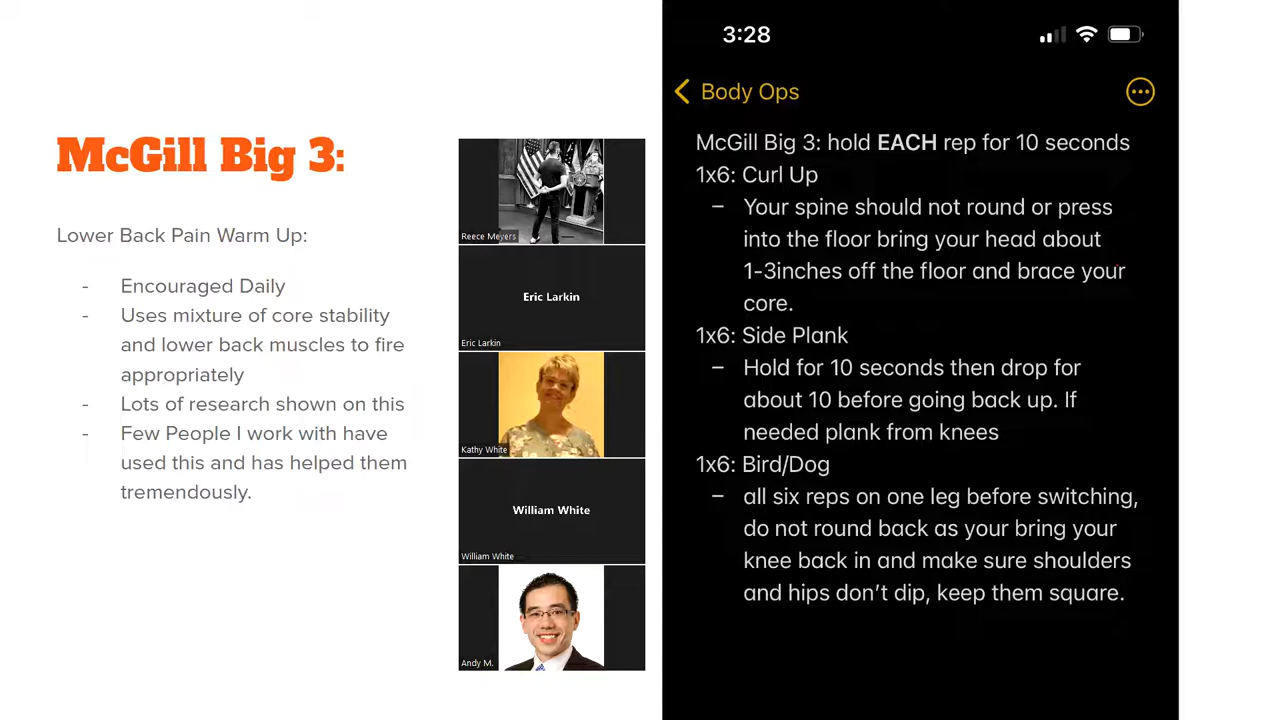 McGill Big 3:
Lower Back Pain Warm Up:
- Encouraged Daily
- Uses mixture of core stability
and lower back muscles to fire
appropriately
- Lots of research shown on this
- Few People I work with have
used this and has helped them
tremendously.
Reece Meyers
Eric Larkin
Eric Larkin
Kathy White
William White
William White
Andy M.
3:28
Body Ops
McGill Big 3: hold EACH rep for 10 seconds
1x6: Curl Up
– Your spine should not round or press
into the floor bring your head about
1-3inches off the floor and brace your
core.
1x6: Side Plank
– Hold for 10 seconds then drop for
about 10 before going back up. If
needed plank from knees
1x6: Bird/Dog
– all six reps on one leg before switching,
do not round back as your bring your
knee back in and make sure shoulders
and hips don’t dip, keep them square.